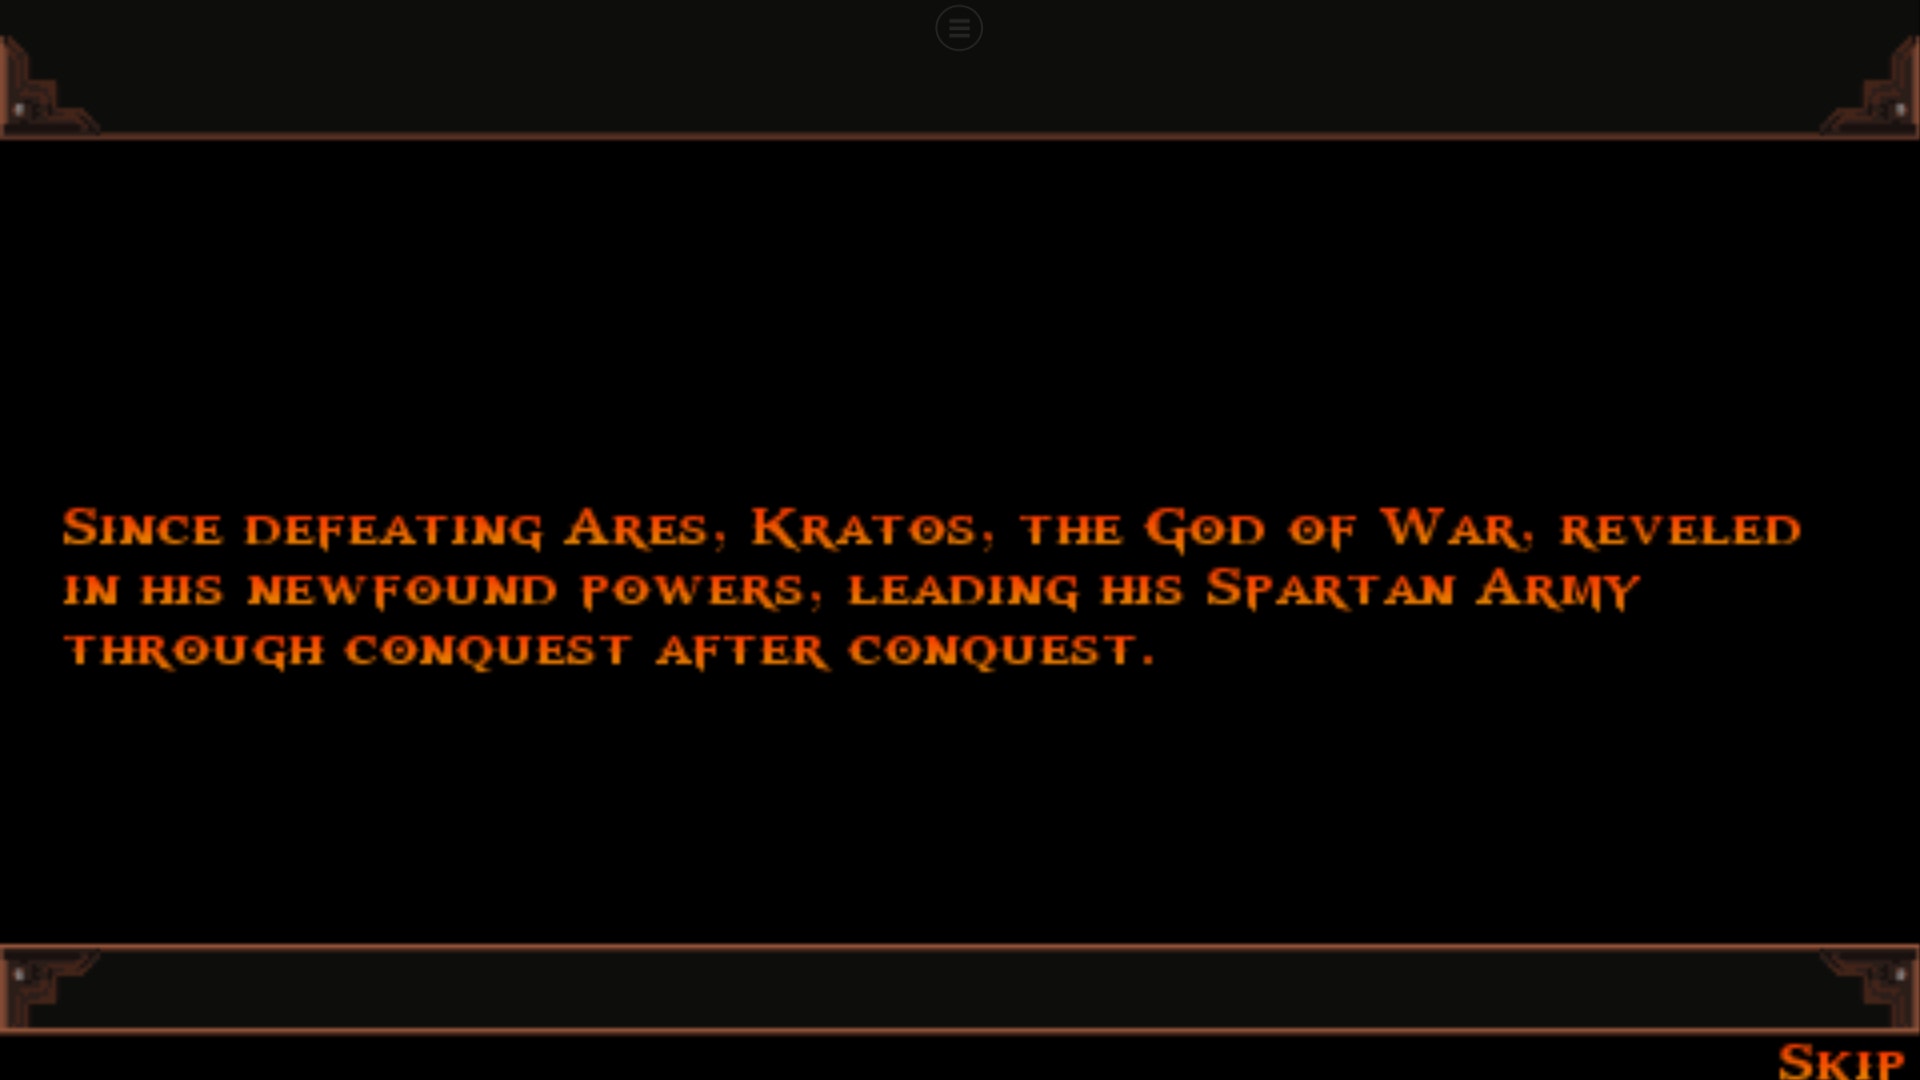 Since defeating Ares, Kratos, the God of War, reveled
in his newfound powers, leading his Spartan Army
through conquest after conquest.
Skip